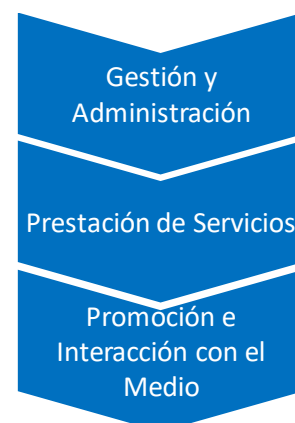 Gestión y
Administración
Prestación de Servicios
Promoción e
Interacción con el
Medio